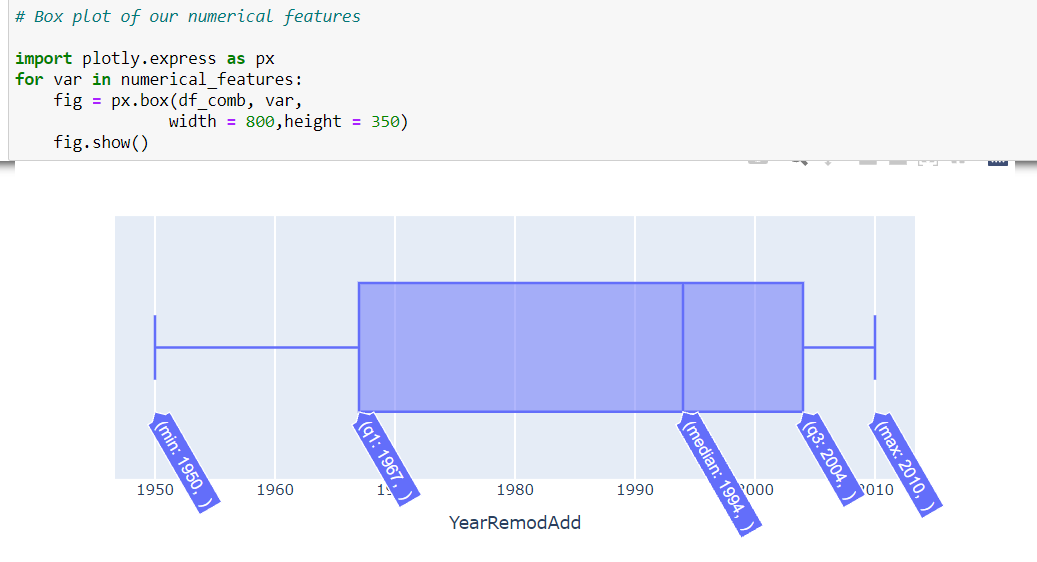 # Box plot of our numerical features
import plotly.express as px
for var in numerical_features:
    fig = px.box(df_comb, var,
                width = 800,height = 350)
    fig.show()
(min: 1950, )
(q1: 1967, )
(median: 1994, )
(q3: 2004, )
(max: 2010, )
1950
1960
1980
1990
YearRemodAdd